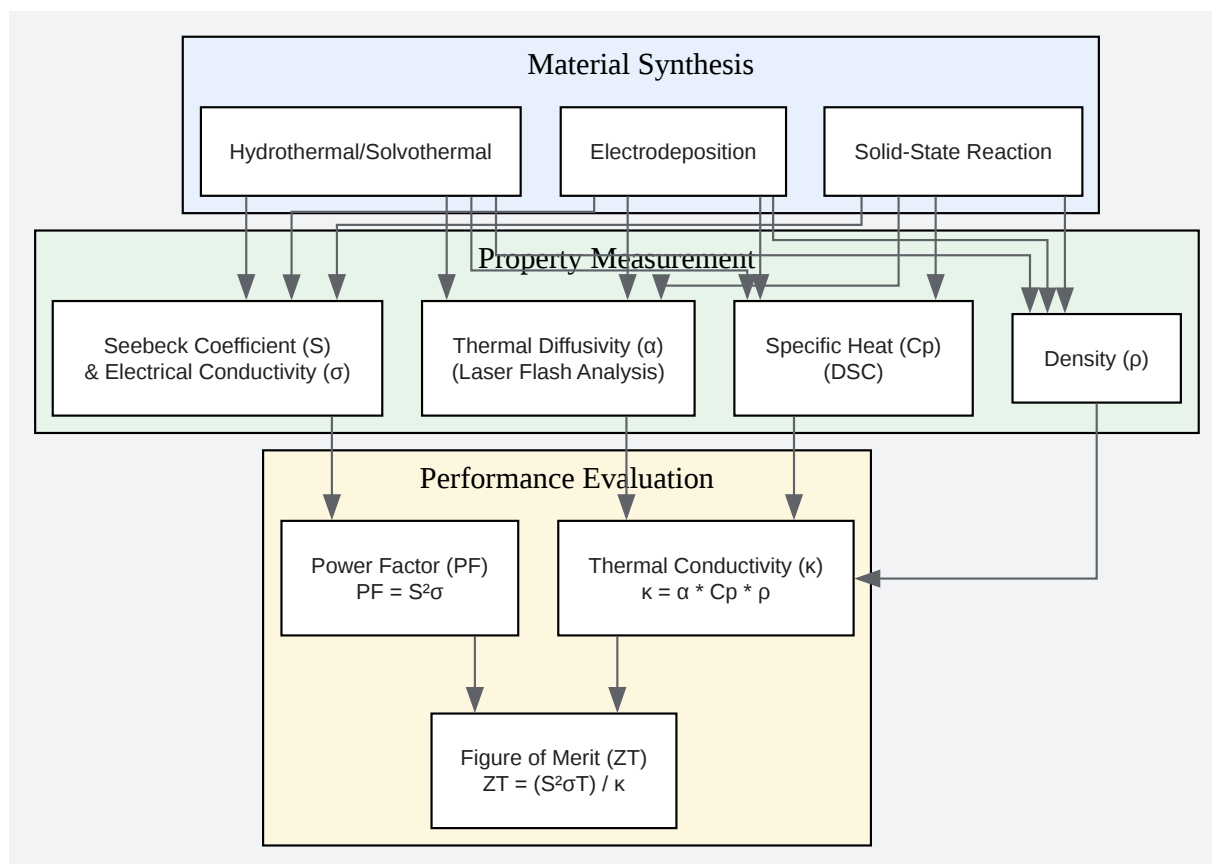 Material Synthesis
Hydrothermal/Solvothermal
Electrodeposition
Solid-State Reaction
Property Measurement
Seebeck Coefficient (S)
& Electrical Conductivity (σ)
Thermal Diffusivity (α)
(Laser Flash Analysis)
Specific Heat (Cp)
(DSC)
Density (ρ)
Performance Evaluation
Power Factor (PF)
PF = S²σ
Thermal Conductivity (κ)
κ = α * Cp * ρ
Figure of Merit (ZT)
ZT = (S²σT) / κ